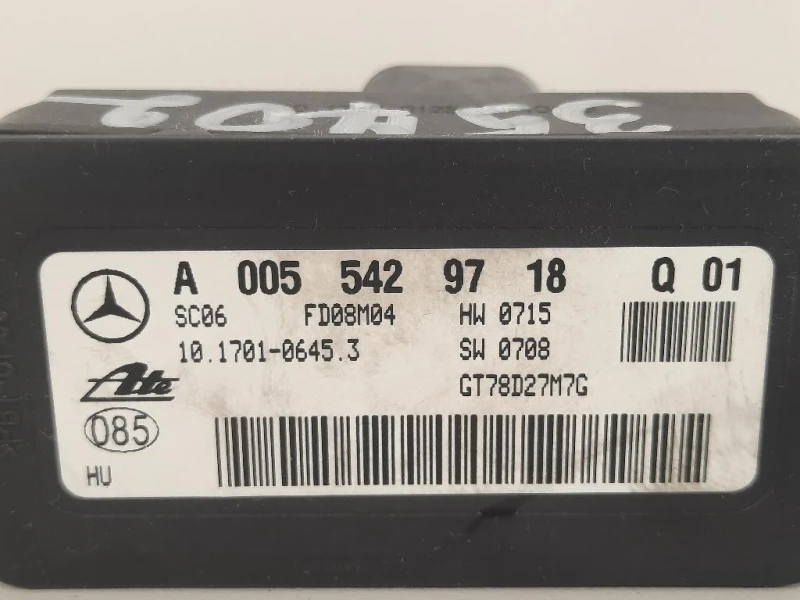 35402
A 005 542 97 18 Q 01
SC06 FD08M04 HW 0715
10.1701-0645.3 SW 0708
Ate GT78D27M7G
085
HU